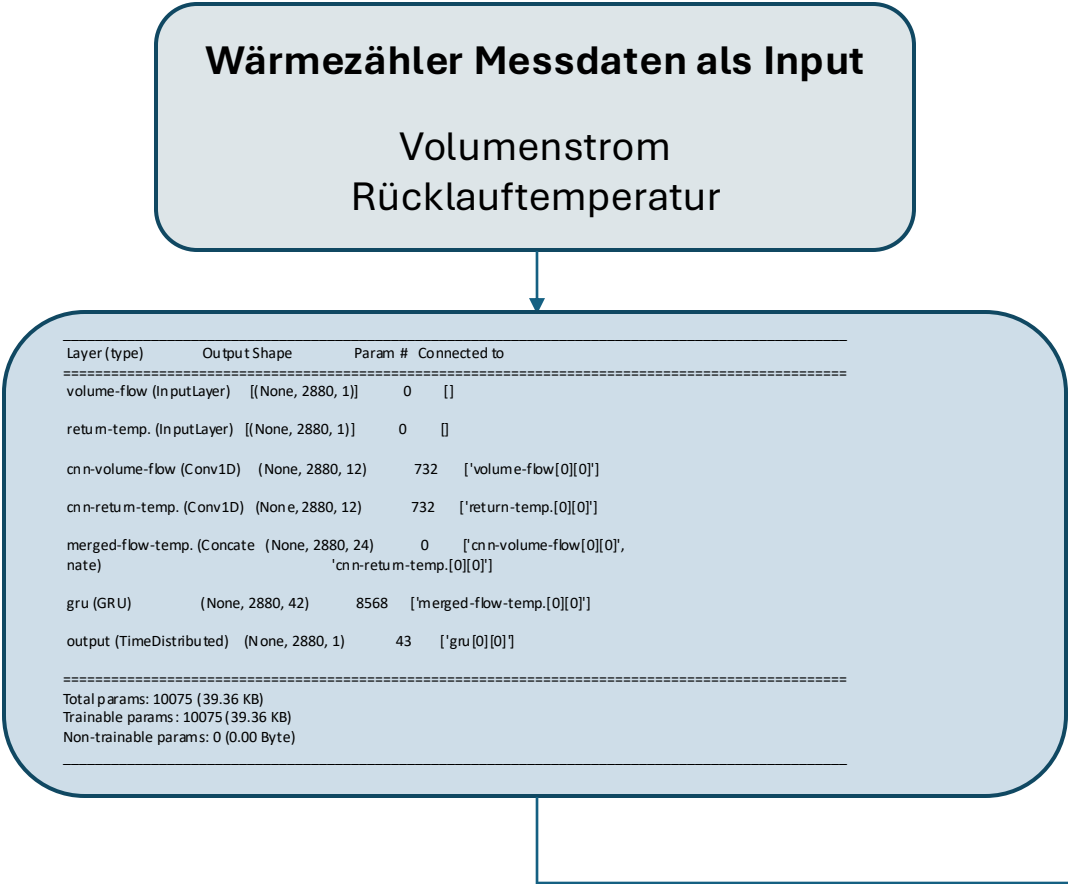 Wärmezähler Messdaten als Input
Volumenstrom
Rücklauftemperatur
Layer (type) Output Shape Param # Connected to
==================================================================================================
volume-flow (InputLayer) [(None, 2880, 1)] 0 []
return-temp. (InputLayer) [(None, 2880, 1)] 0 []
cnn-volume-flow (Conv1D) (None, 2880, 12) 732 ['volume-flow[0][0]']
cnn-return-temp. (Conv1D) (None, 2880, 12) 732 ['return-temp.[0][0]']
merged-flow-temp. (Concate (None, 2880, 24) 0 ['cnn-volume-flow[0][0]',
nate) 'cnn-return-temp.[0][0]']
gru (GRU) (None, 2880, 42) 8568 ['merged-flow-temp.[0][0]']
output (TimeDistributed) (None, 2880, 1) 43 ['gru[0][0]']
==================================================================================================
Total params: 10075 (39.36 KB)
Trainable params: 10075 (39.36 KB)
Non-trainable params: 0 (0.00 Byte)